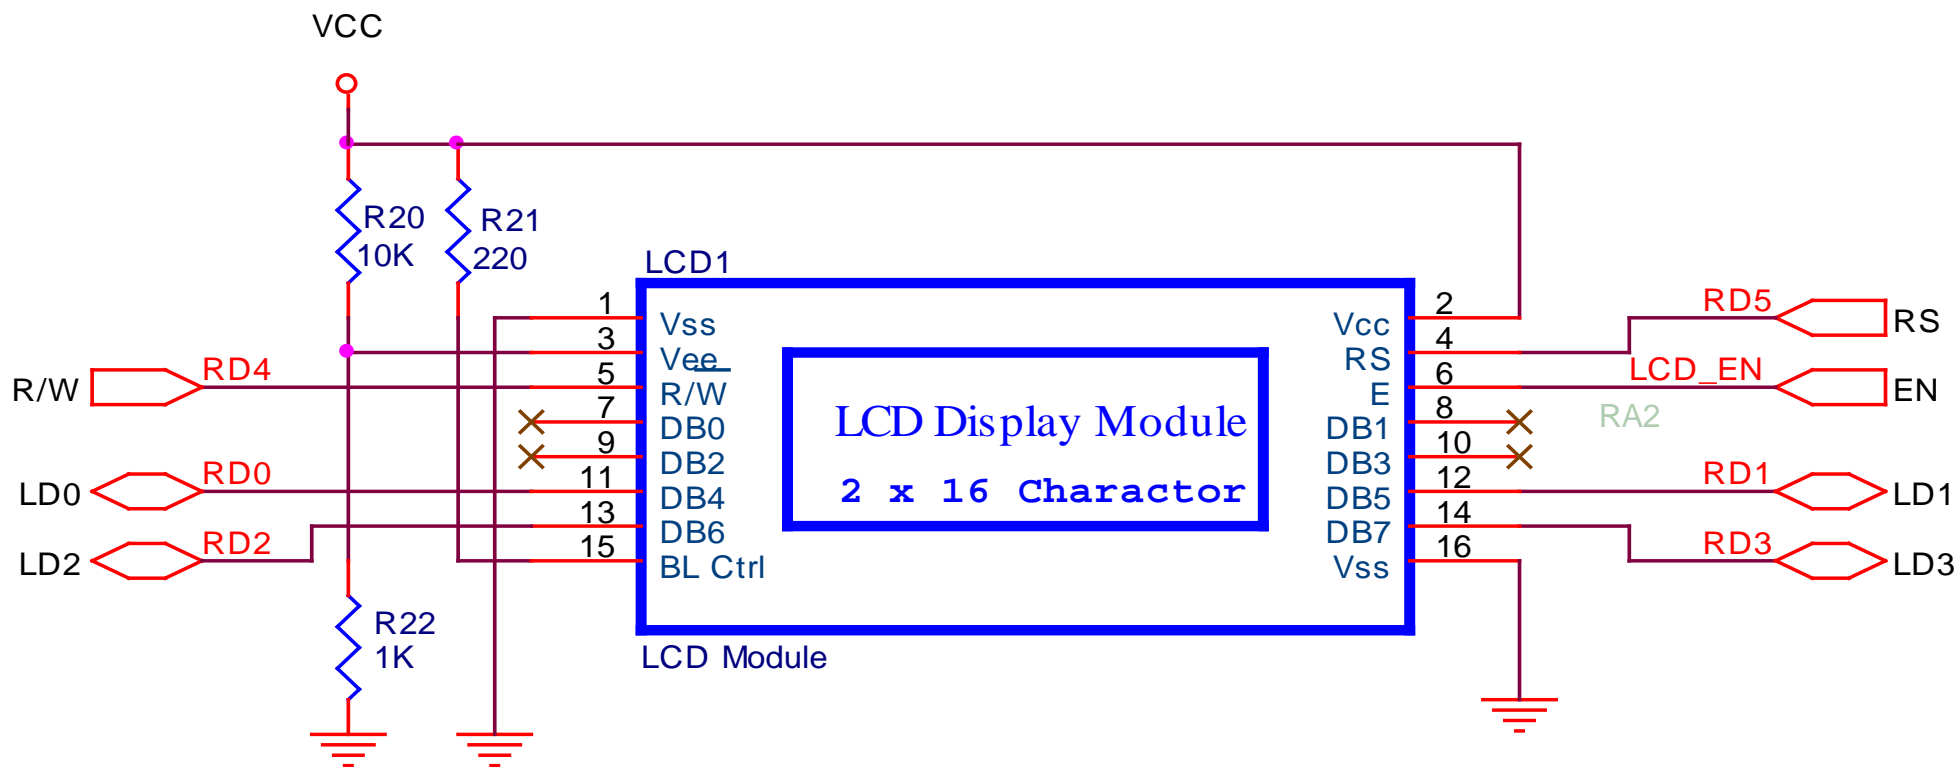 VCC
R20
10K
R21
220
LCD1
1
Vss
3
Vee
5
R/W
7
DB0
9
DB2
11
DB4
13
DB6
15
BL Ctrl
2
Vcc
4
RS
6
E
8
DB1
10
DB3
12
DB5
14
DB7
16
Vss
LCD Display Module
2 x 16 Charactor
R/W
RD4
LD0
RD0
LD2
RD2
RD5
RS
LCD_EN
EN
RA2
RD1
LD1
RD3
LD3
R22
1K
LCD Module